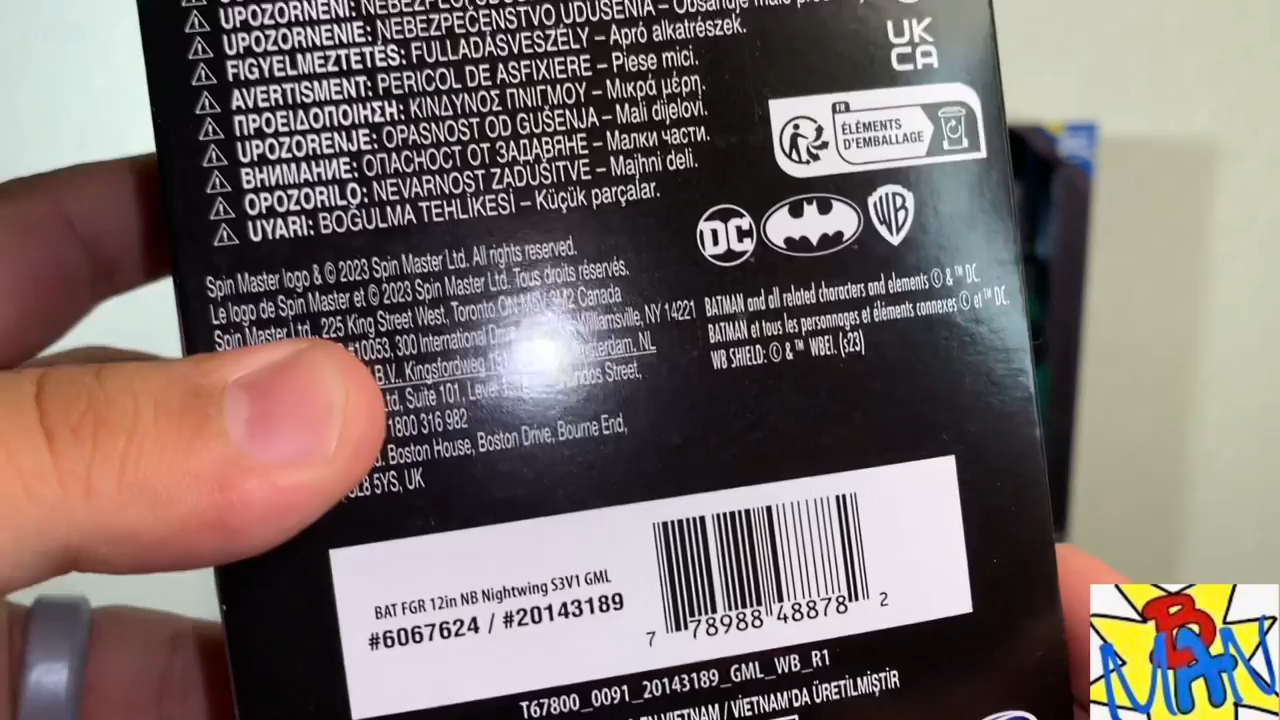 UPOZORNĚNÍ: NEBEZPEČÍ
UPOZORNENIE: NEBEZPEČENSTVO UDUSENIA – Obsahuje malé
FIGYELMEZTETÉS: FULLADÁSVESZÉLY – Apró alkatrészek.
AVERTISMENT: PERICOL DE ASFIXIERE – Piese mici.
ΠΡΟΕΙΔΟΠΟΙΗΣΗ: ΚΙΝΔΥΝΟΣ ΠΝΙΓΜΟΥ – Μικρά μέρη.
UPOZORENJE: OPASNOST OD GUŠENJA – Mali dijelovi.
ВНИМАНИЕ: ОПАСНОСТ ОТ ЗАДАВЯНЕ – Малки части.
OPOZORILO: NEVARNOST ZADUŠITVE – Majhni deli.
UYARI: BOĞULMA TEHLİKESİ – Küçük parçalar.
UK
CA
FR
ÉLÉMENTS
D'EMBALLAGE
DC
WB
Spin Master logo & © 2023 Spin Master Ltd. All rights reserved.
Le logo de Spin Master et © 2023 Spin Master Ltd. Tous droits réservés.
Spin Master Ltd., 225 King Street West, Toronto ON M5V 3M2 Canada
#10053, 300 International Williamsville, NY 14221
B.V., Kingsfordweg NL
Ltd, Suite 101, Level Street,
1800 316 982
Boston House, Boston Drive, Bourne End,
5YS, UK
BATMAN and all related characters and elements © & ™ DC.
BATMAN et tous les personnages et éléments connexes © et ™ DC.
WB SHIELD: © & ™ WBEI. (s23)
BAT FGR 12in NB Nightwing S3V1 GML
#6067624 / #20143189
7 78988 48878 2
T67800_0091_20143189_GML_WB_R1
VIETNAM / VİETNAM'DA ÜRETİLMİŞTİR
B
MAN